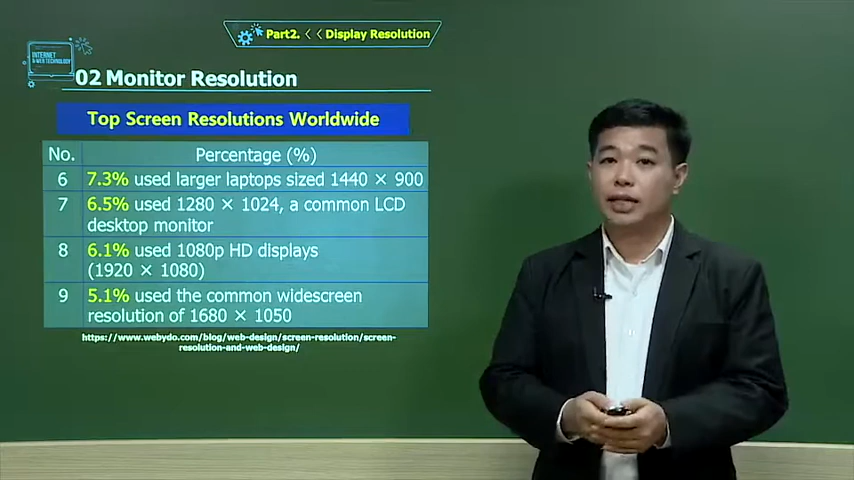 Part2. 〈〈 Display Resolution
INTERNET
& WEB TECHNOLOGY
02 Monitor Resolution
Top Screen Resolutions Worldwide
No. Percentage (%)
6 7.3% used larger laptops sized 1440 × 900
7 6.5% used 1280 × 1024, a common LCD
desktop monitor
8 6.1% used 1080p HD displays
(1920 × 1080)
9 5.1% used the common widescreen
resolution of 1680 × 1050
https://www.webydo.com/blog/web-design/screen-resolution/screen-
resolution-and-web-design/